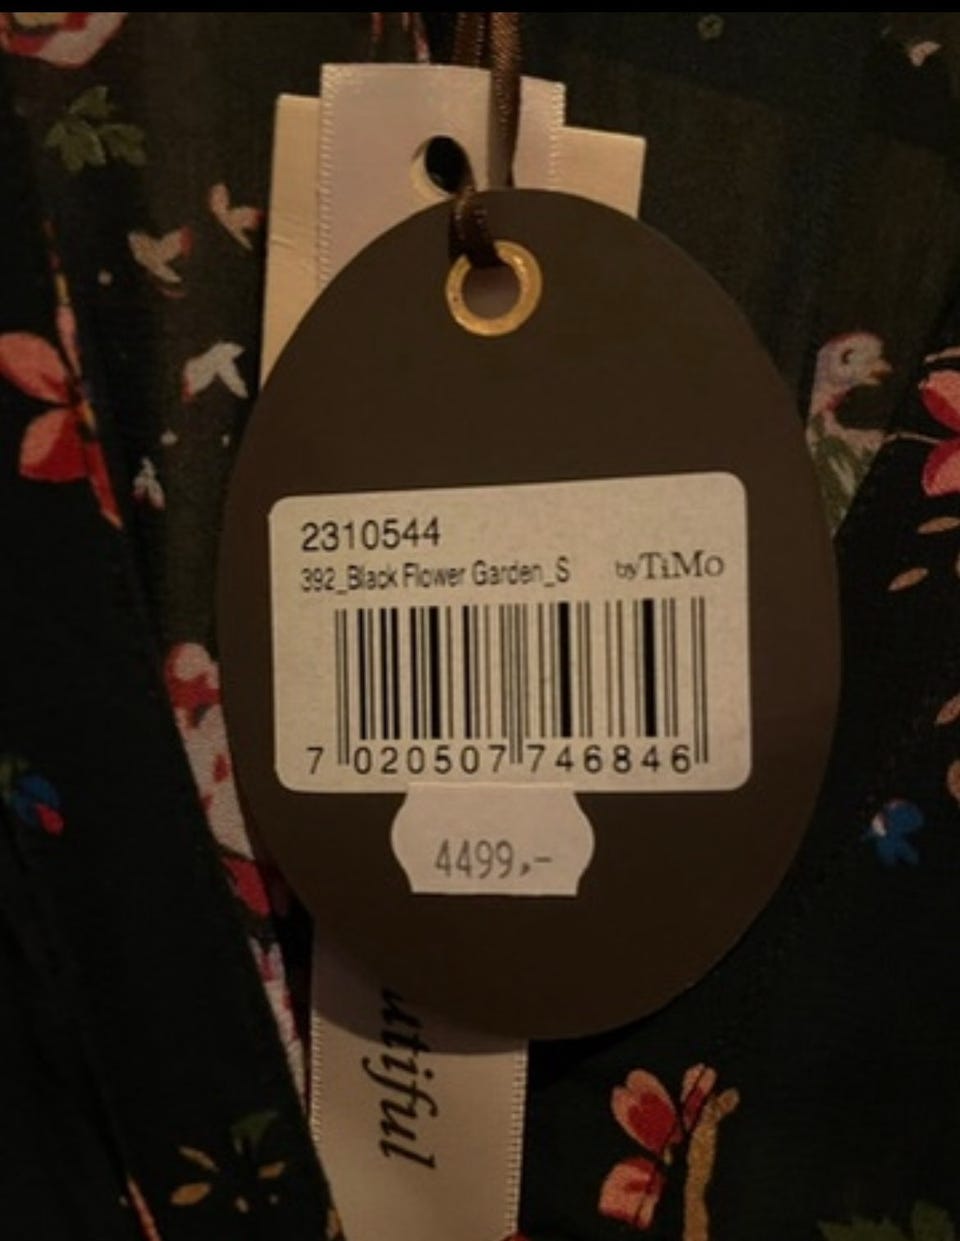 2310544
392_Black Flower Garden_S byTiMo
7 020507 746846
4499,-
utiful